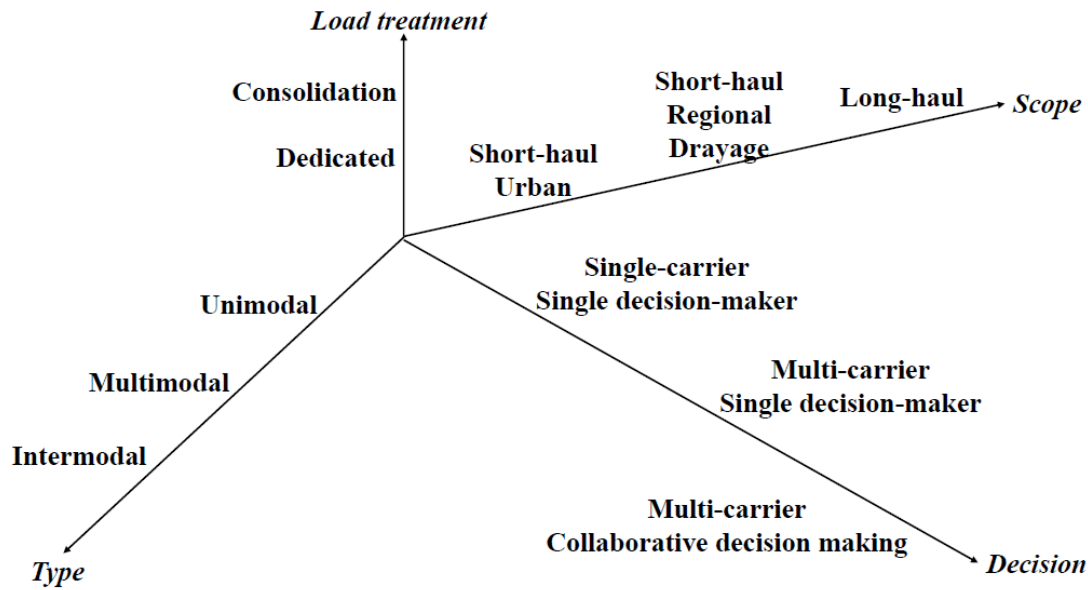 Load treatment
Consolidation
Dedicated
Short-haul
Urban
Short-haul
Regional
Drayage
Long-haul
Scope
Unimodal
Multimodal
Intermodal
Type
Single-carrier
Single decision-maker
Multi-carrier
Single decision-maker
Multi-carrier
Collaborative decision making
Decision